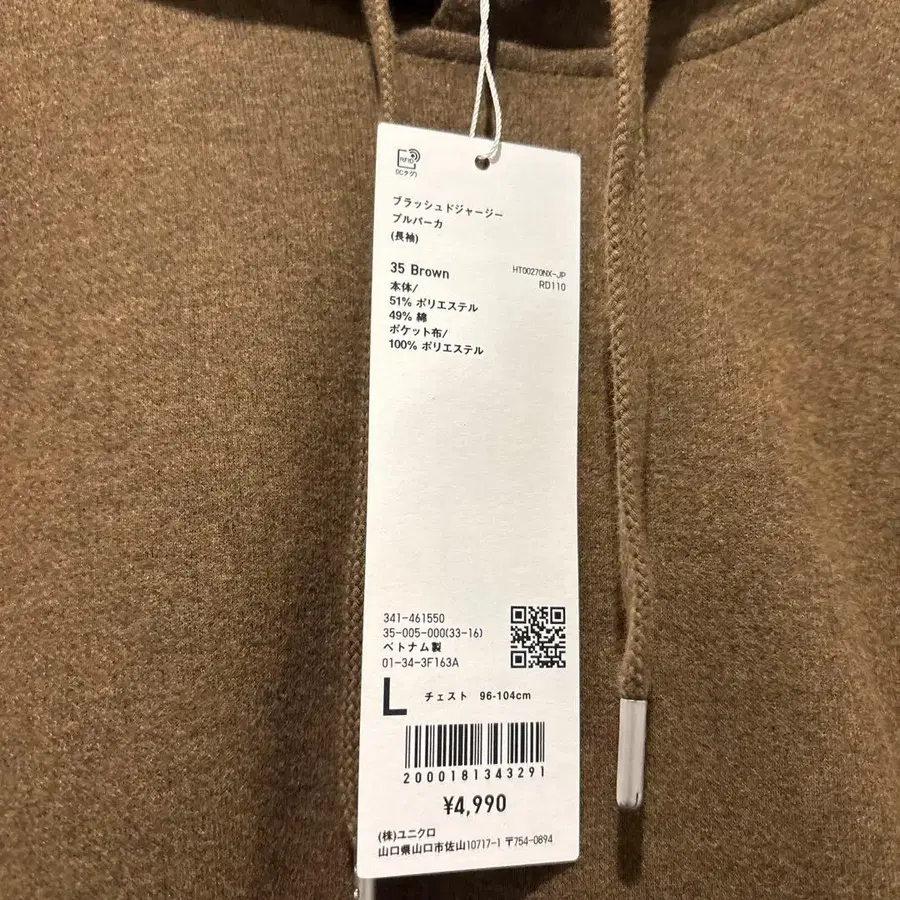 RFID
(ICタグ)
ブラッシュドジャージー
プルパーカ
(長袖)
35 Brown
HT00270NX-JP
RD110
本体/
51% ポリエステル
49% 綿
ポケット布/
100% ポリエステル
341-461550
35-005-000(33-16)
ベトナム製
01-34-3F163A
L チェスト 96-104cm
2000181343291
¥4,990
(株)ユニクロ
山口県山口市佐山10717-1 〒754-0894